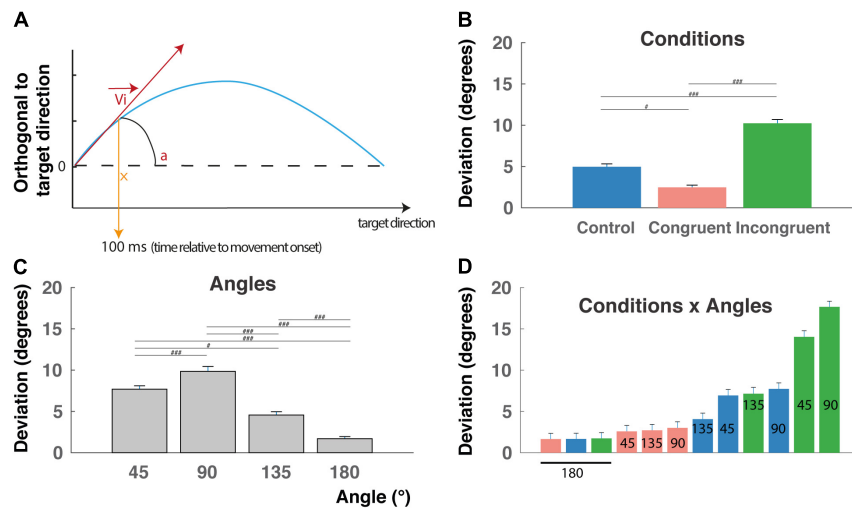 A
Orthogonal to
target direction
0
Vi
a
x
target direction
100 ms (time relative to movement onset)
B
Conditions
Deviation (degrees)
20
15
10
5
0
###
###
#
Control Congruent Incongruent
C
Angles
Deviation (degrees)
20
15
10
5
0
###
###
###
###
#
###
45 90 135 180
Angle (°)
D
Conditions x Angles
Deviation (degrees)
20
15
10
5
0
45 135 90 135 45 135 90 45 90
180